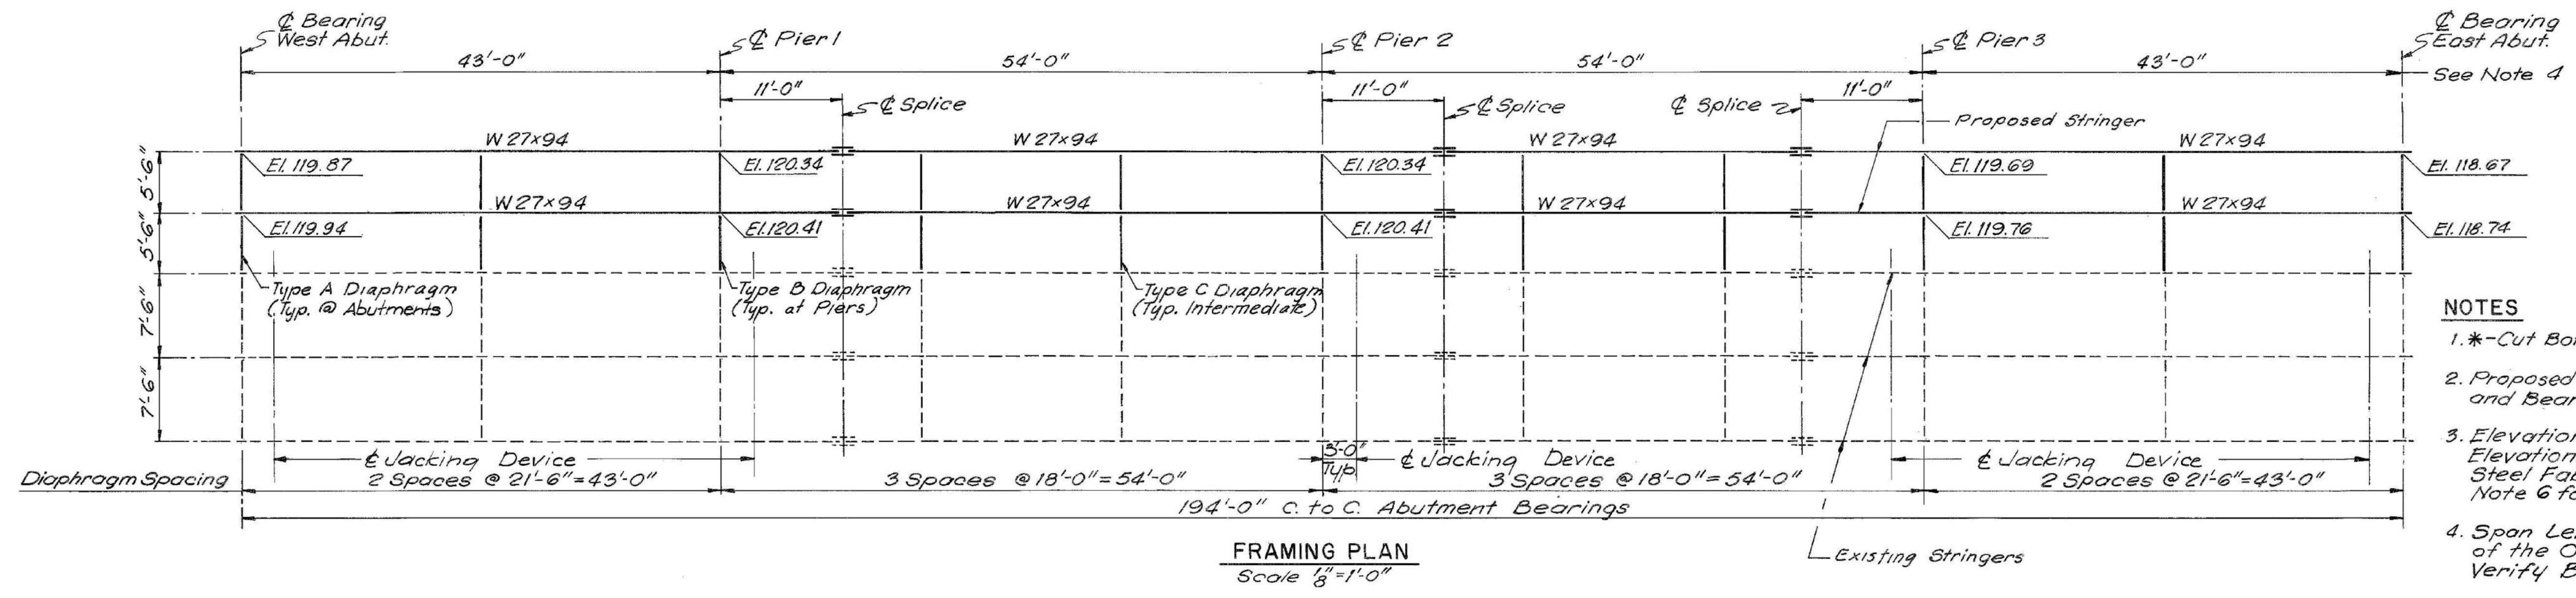 ℄ Bearing
West Abut.
℄ Pier 1
℄ Pier 2
℄ Pier 3
℄ Bearing
East Abut.
43'-0"
54'-0"
54'-0"
43'-0"
See Note 4
11'-0"
℄ Splice
11'-0"
℄ Splice
℄ Splice
11'-0"
Proposed Stringer
W 27x94
W 27x94
W 27x94
W 27x94
5'-6"
El. 119.87
El. 120.34
El. 120.34
El. 119.69
El. 118.67
W 27x94
W 27x94
W 27x94
W 27x94
5'-6"
El. 119.94
El. 120.41
El. 120.41
El. 119.76
El. 118.74
Type A Diaphragm
(Typ. @ Abutments)
Type B Diaphragm
(Typ. at Piers)
Type C Diaphragm
(Typ. Intermediate)
7'-6"
7'-6"
℄ Jacking Device
3'-0"
Typ.
℄ Jacking Device
℄ Jacking Device
Diaphragm Spacing
2 Spaces @ 21'-6"=43'-0"
3 Spaces @ 18'-0"=54'-0"
3 Spaces @ 18'-0"=54'-0"
2 Spaces @ 21'-6"=43'-0"
194'-0" C. to C. Abutment Bearings
FRAMING PLAN
Scale 1/8"=1'-0"
Existing Stringers
NOTES
1. *-Cut
2. Proposed
and
3.
Steel
Note 6
4. Span
of the
Verify